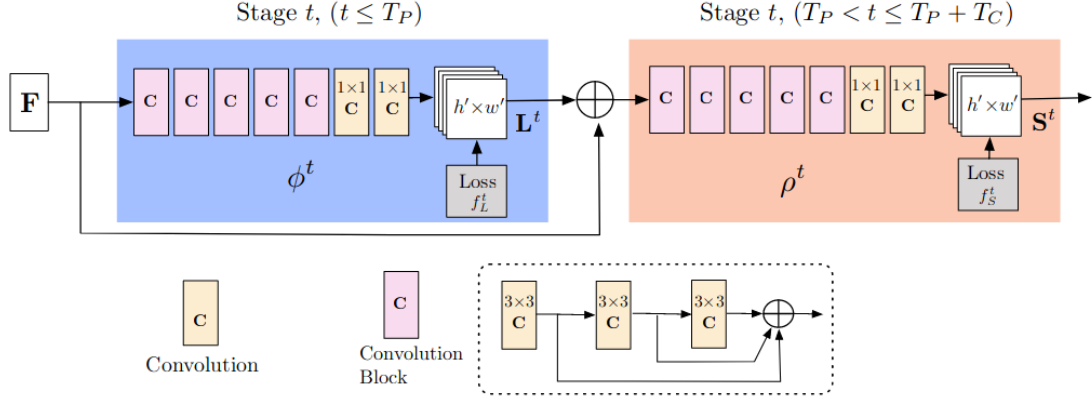 Stage t, (t ≤ T_P)
Stage t, (T_P < t ≤ T_P + T_C)
F
C
C
C
C
C
1×1
C
1×1
C
h′×w′
L^t
Loss
f_L^t
ϕ^t
C
C
C
C
C
1×1
C
1×1
C
h′×w′
S^t
Loss
f_S^t
ρ^t
C
Convolution
C
Convolution
Block
3×3
C
3×3
C
3×3
C